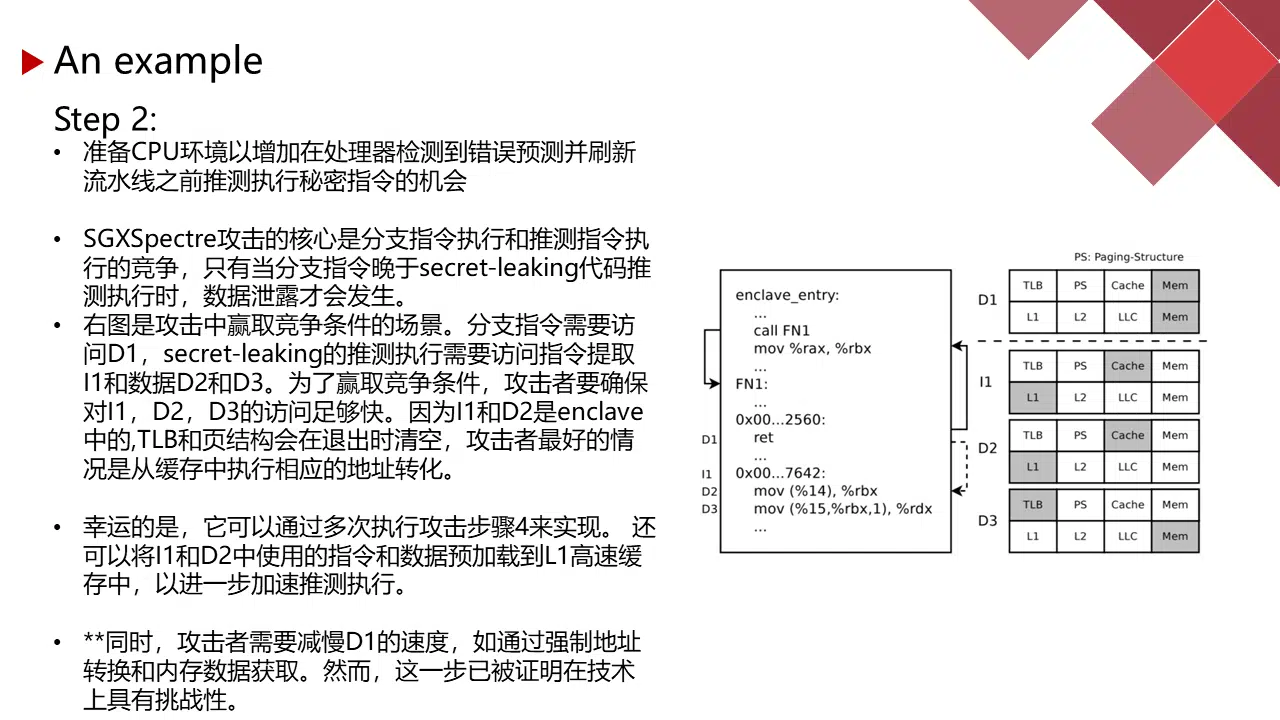 An example
Step 2:
• 准备CPU环境以增加在处理器检测到错误预测并刷新
流水线之前推测执行秘密指令的机会
• SGXSpectre攻击的核心是分支指令执行和推测指令执
行的竞争，只有当分支指令晚于secret-leaking代码推
测执行时，数据泄露才会发生。
• 右图是攻击中赢取竞争条件的场景。分支指令需要访
问D1，secret-leaking的推测执行需要访问指令提取
I1和数据D2和D3。为了赢取竞争条件，攻击者要确保
对I1，D2，D3的访问足够快。因为I1和D2是enclave
中的,TLB和页结构会在退出时清空，攻击者最好的情
况是从缓存中执行相应的地址转化。
• 幸运的是，它可以通过多次执行攻击步骤4来实现。 还
可以将I1和D2中使用的指令和数据预加载到L1高速缓
存中，以进一步加速推测执行。
• **同时，攻击者需要减慢D1的速度，如通过强制地址
转换和内存数据获取。然而，这一步已被证明在技术
上具有挑战性。
enclave_entry:
...
call FN1
mov %rax, %rbx
...
FN1:
...
0x00...2560:
D1 ret
...
I1 0x00...7642:
D2 mov (%14), %rbx
D3 mov (%15,%rbx,1), %rdx
...
PS: Paging-Structure
D1
TLB PS Cache Mem
L1 L2 LLC Mem
I1
TLB PS Cache Mem
L1 L2 LLC Mem
D2
TLB PS Cache Mem
L1 L2 LLC Mem
D3
TLB PS Cache Mem
L1 L2 LLC Mem